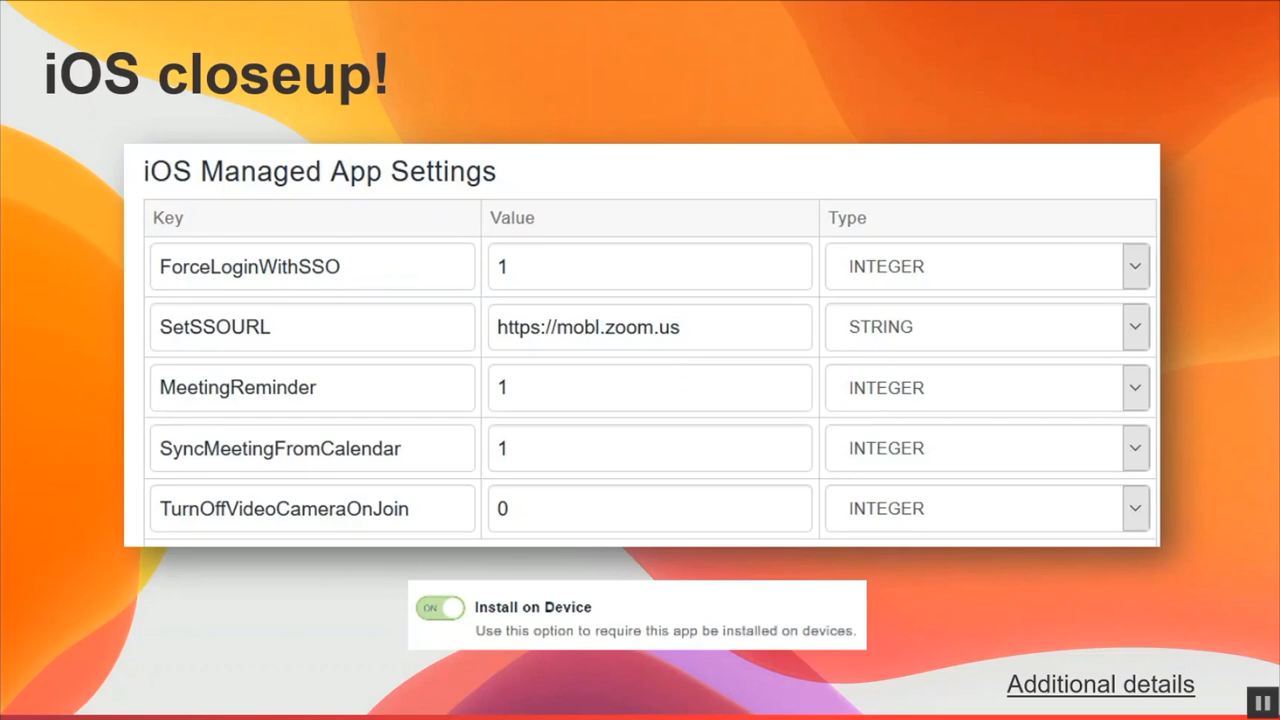 iOS closeup!
iOS Managed App Settings
Key Value Type
ForceLoginWithSSO 1 INTEGER
SetSSOURL https://mobl.zoom.us STRING
MeetingReminder 1 INTEGER
SyncMeetingFromCalendar 1 INTEGER
TurnOffVideoCameraOnJoin 0 INTEGER
ON Install on Device
Use this option to require this app be installed on devices.
Additional details